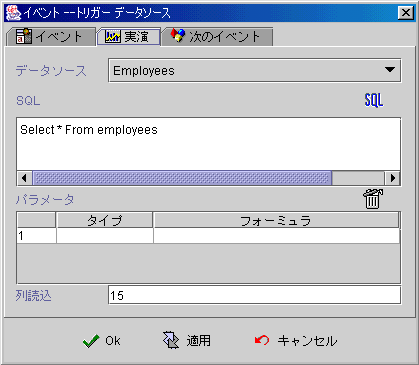 イベント --トリガー データソース
イベント 実演 次のイベント
データソース Employees
SQL SQL
Select * From employees
パラメータ
タイプ フォーミュラ
1
列読込 15
Ok 適用 キャンセル